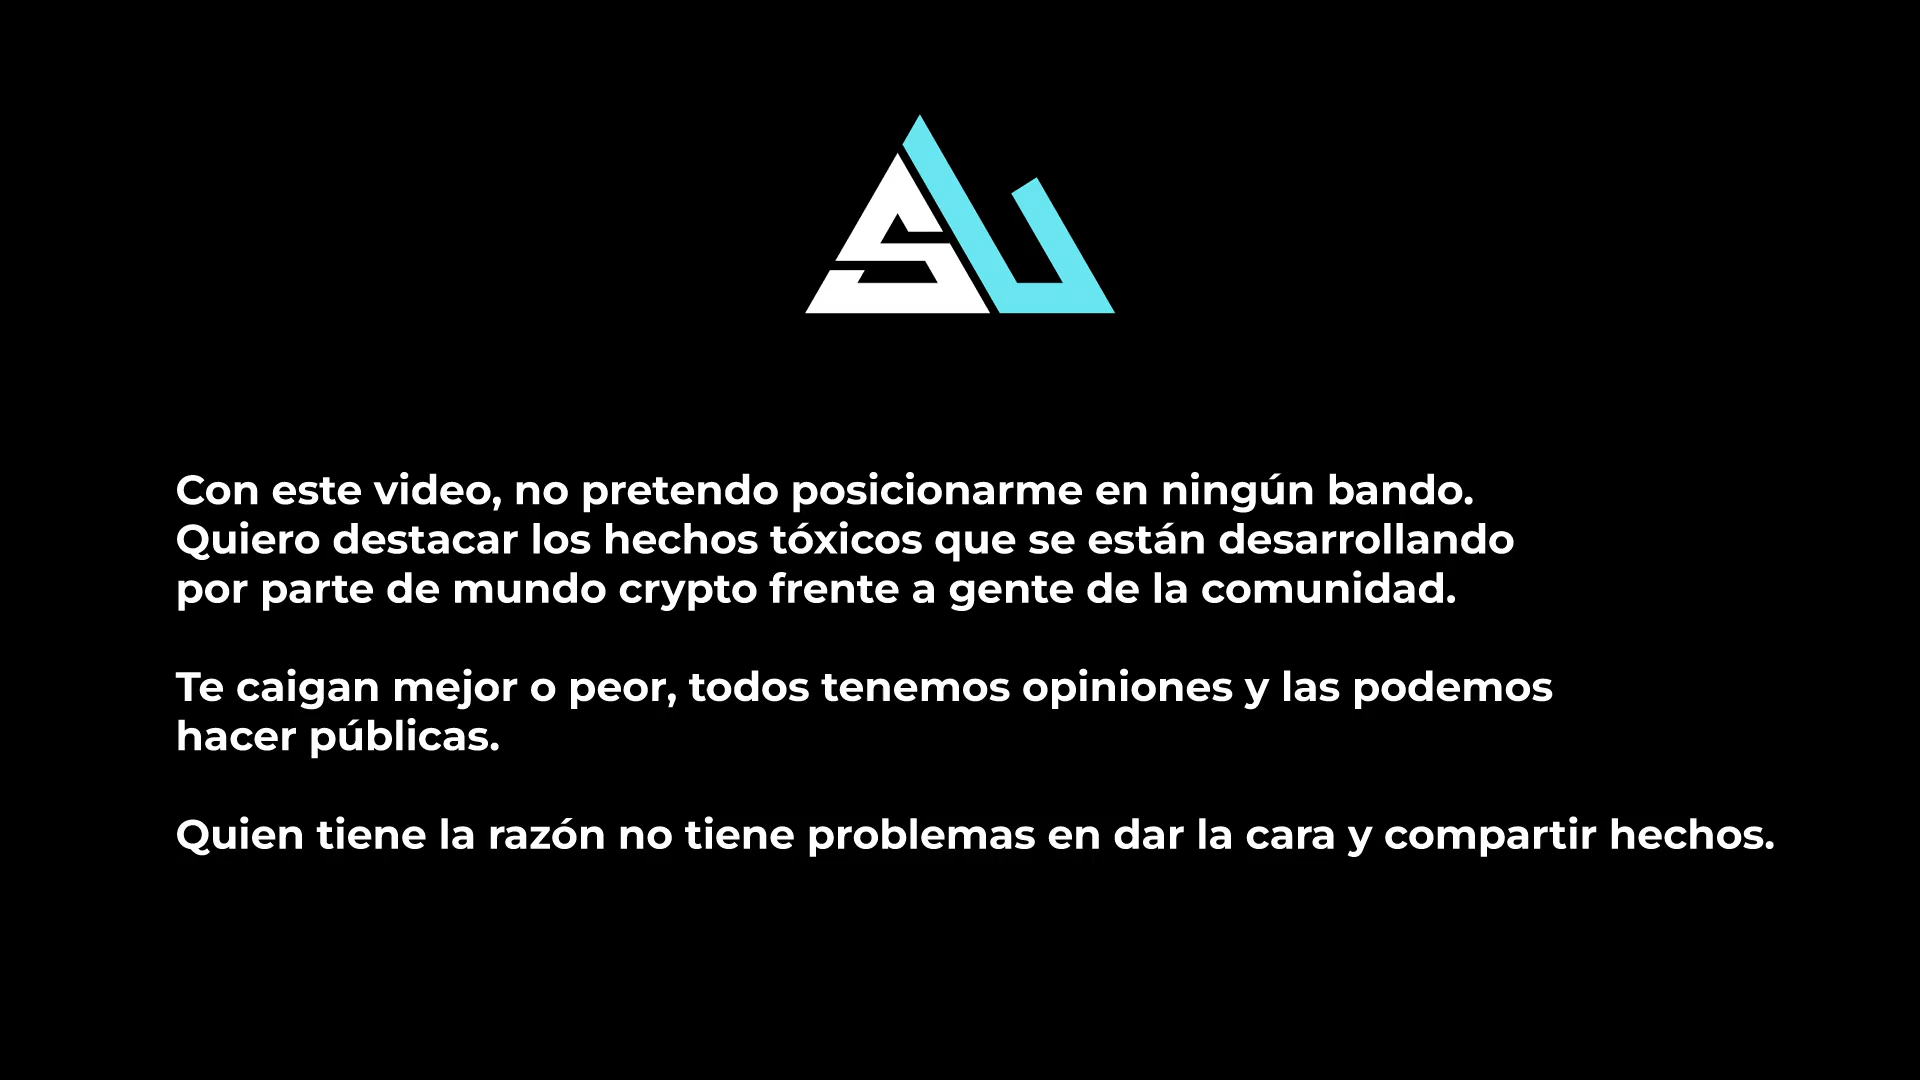 SU
Con este video, no pretendo posicionarme en ningún bando.
Quiero destacar los hechos tóxicos que se están desarrollando
por parte de mundo crypto frente a gente de la comunidad.
Te caigan mejor o peor, todos tenemos opiniones y las podemos
hacer públicas.
Quien tiene la razón no tiene problemas en dar la cara y compartir hechos.